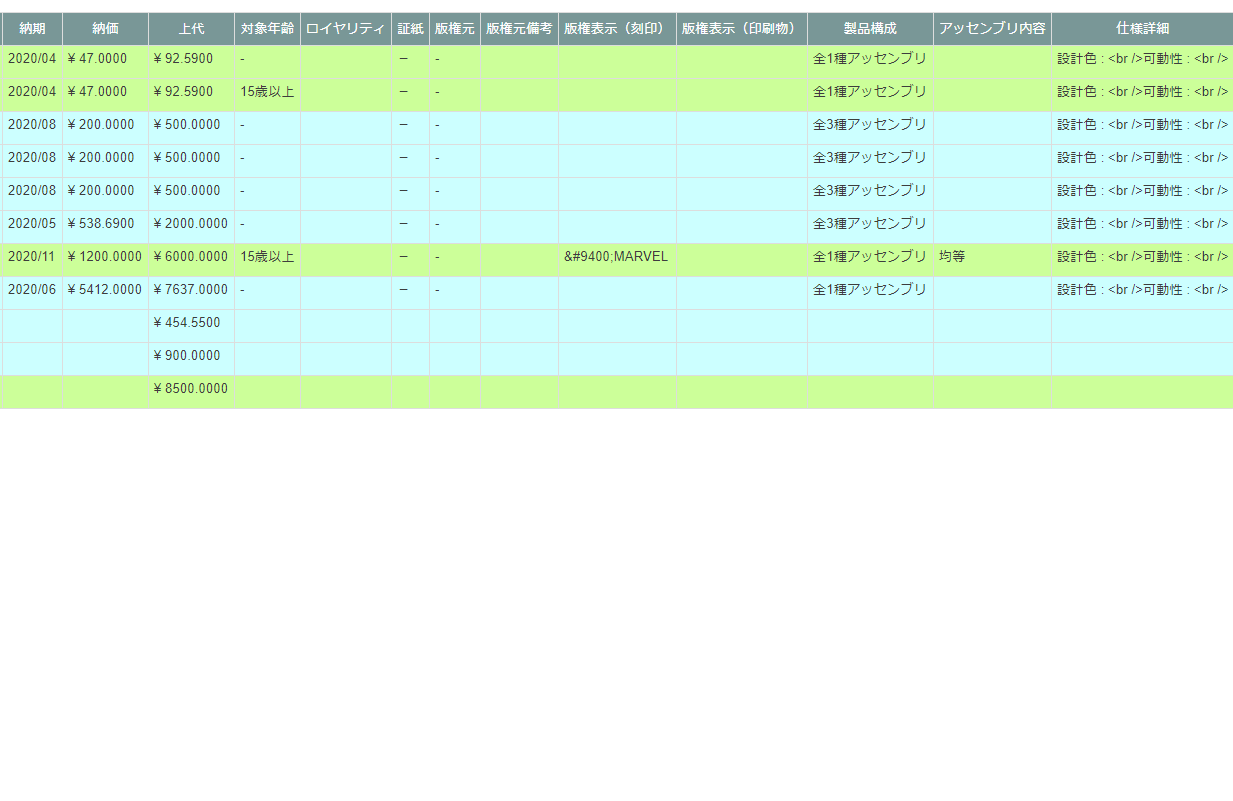 納期 納価 上代 対象年齢 ロイヤリティ 証紙 版権元 版権元備考 版権表示（刻印） 版権表示（印刷物） 製品構成 アッセンブリ内容 仕様詳細
2020/04 ¥ 47.0000 ¥ 92.5900 - − - 全1種アッセンブリ 設計色 : <br />可動性 : <br />
2020/04 ¥ 47.0000 ¥ 92.5900 15歳以上 − - 全1種アッセンブリ 設計色 : <br />可動性 : <br />
2020/08 ¥ 200.0000 ¥ 500.0000 - − - 全3種アッセンブリ 設計色 : <br />可動性 : <br />
2020/08 ¥ 200.0000 ¥ 500.0000 - − - 全3種アッセンブリ 設計色 : <br />可動性 : <br />
2020/08 ¥ 200.0000 ¥ 500.0000 - − - 全3種アッセンブリ 設計色 : <br />可動性 : <br />
2020/05 ¥ 538.6900 ¥ 2000.0000 - − - 全3種アッセンブリ 設計色 : <br />可動性 : <br />
2020/11 ¥ 1200.0000 ¥ 6000.0000 15歳以上 − - &#9400;MARVEL 全1種アッセンブリ 均等 設計色 : <br />可動性 : <br />
2020/06 ¥ 5412.0000 ¥ 7637.0000 - − - 全1種アッセンブリ 設計色 : <br />可動性 : <br />
¥ 454.5500
¥ 900.0000
¥ 8500.0000